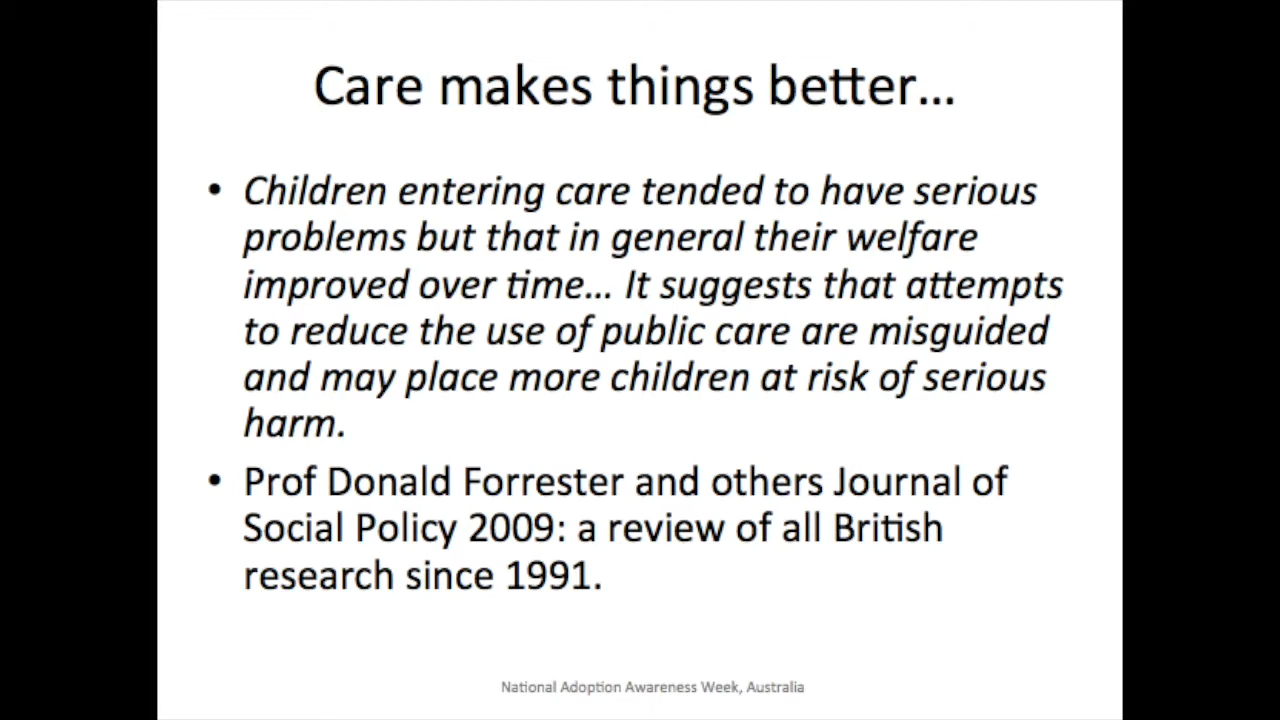 Care makes things better...
• Children entering care tended to have serious
problems but that in general their welfare
improved over time... It suggests that attempts
to reduce the use of public care are misguided
and may place more children at risk of serious
harm.
• Prof Donald Forrester and others Journal of
Social Policy 2009: a review of all British
research since 1991.
National Adoption Awareness Week, Australia